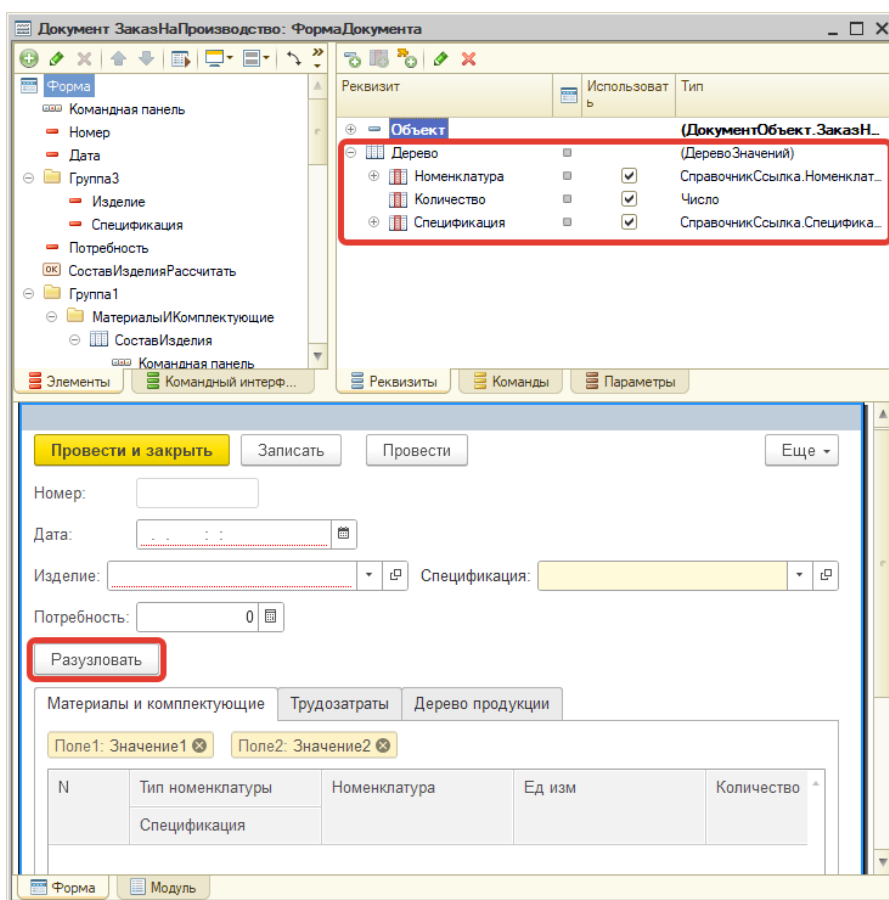 Документ ЗаказНаПроизводство: ФормаДокумента
Форма
Командная панель
Номер
Дата
Группа3
Изделие
Спецификация
Потребность
СоставИзделияРассчитать
Группа1
МатериалыИКомплектующие
СоставИзделия
Командная панель
Элементы
Командный интерф...
Реквизит
Использоват
ь
Тип
Объект
(ДокументОбъект.ЗаказН...
Дерево
(ДеревоЗначений)
Номенклатура
СправочникСсылка.Номенклат...
Количество
Число
Спецификация
СправочникСсылка.Специфика...
Реквизиты
Команды
Параметры
Провести и закрыть
Записать
Провести
Еще
Номер:
Дата:
. . : :
Изделие:
Спецификация:
Потребность:
0
Разузловать
Материалы и комплектующие
Трудозатраты
Дерево продукции
Поле1: Значение1
Поле2: Значение2
N
Тип номенклатуры
Номенклатура
Ед изм
Количество
Спецификация
Форма
Модуль